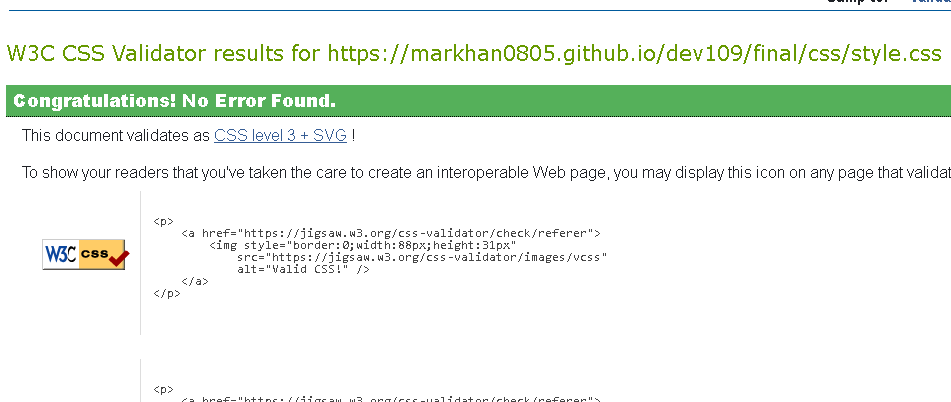 W3C CSS Validator results for https://markhan0805.github.io/dev109/final/css/style.css
Congratulations! No Error Found.
This document validates as CSS level 3 + SVG !
To show your readers that you've taken the care to create an interoperable Web page, you may display this icon on any page that
W3C css
<p>
<a href="https://jigsaw.w3.org/css-validator/check/referer">
<img style="border:0;width:88px;height:31px"
src="https://jigsaw.w3.org/css-validator/images/vcss"
alt="Valid CSS!" />
</a>
</p>
<p>
<a href="https://jigsaw.w3.org/css-validator/check/referer">